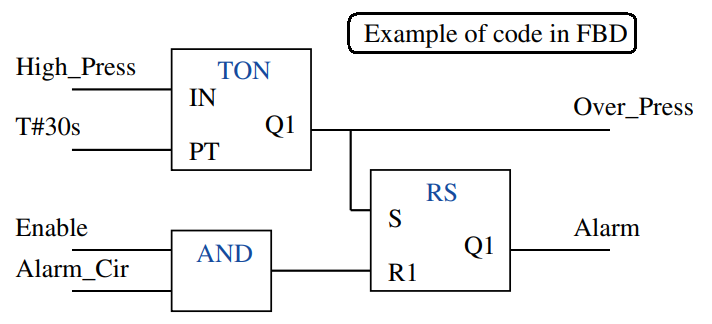 Example of code in FBD
High_Press
TON
IN
T#30s
Q1
PT
Over_Press
RS
S
Enable
AND
Alarm_Cir
Q1
R1
Alarm